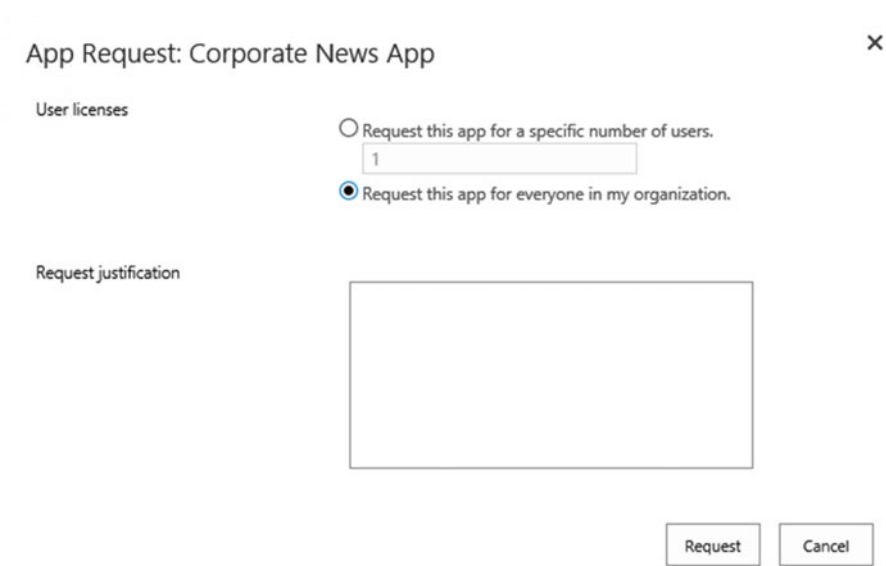 App Request: Corporate News App
User licenses
Request this app for a specific number of users.
1
Request this app for everyone in my organization.
Request justification
Request
Cancel